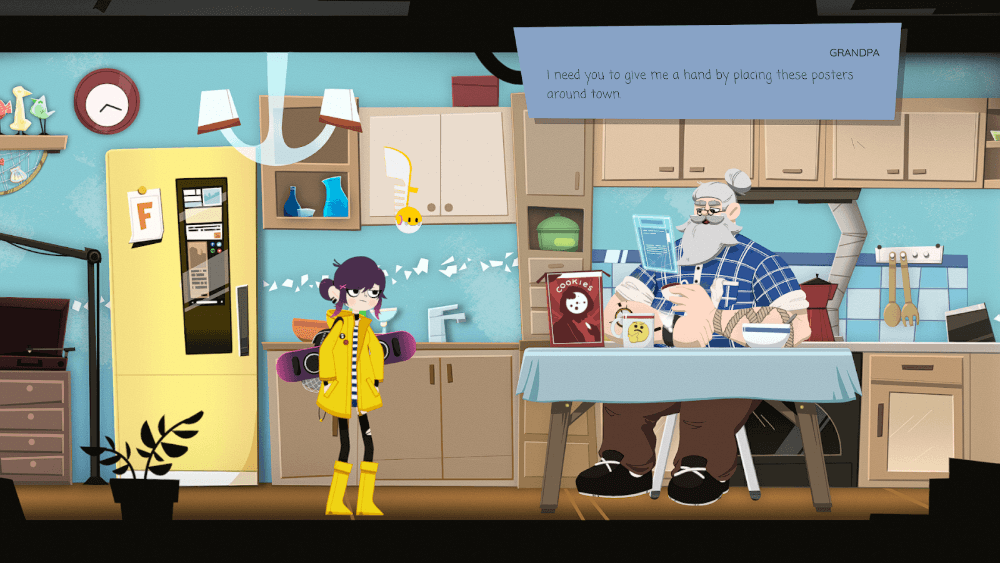 GRANDPA
I need you to give me a hand by placing these posters
around town.
F
COOKIES